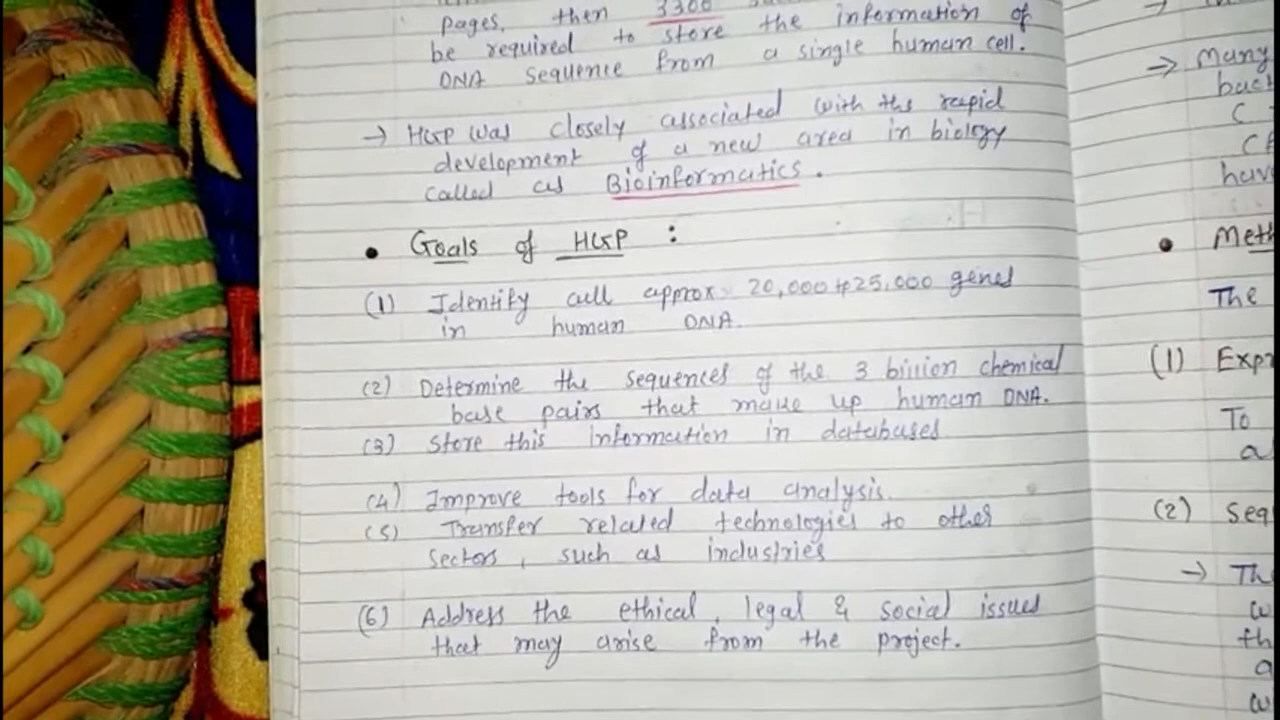 pages, then 3300
be required to store the information of
DNA sequence from a single human cell.
→ HGP was closely associated with the rapid
development of a new area in biology
called as Bioinformatics.
• Goals of HGP :
(1) Identify all approx 20,000 to 25,000 genes
in human DNA.
(2) Determine the sequences of the 3 billion chemical
base pairs that make up human DNA.
(3) Store this information in databases
(4) Improve tools for data analysis.
(5) Transfer related technologies to other
sectors, such as industries
(6) Address the ethical, legal & social issues
that may arise from the project.
→ Many
C
have
•
The
(1)
To
(2)
→